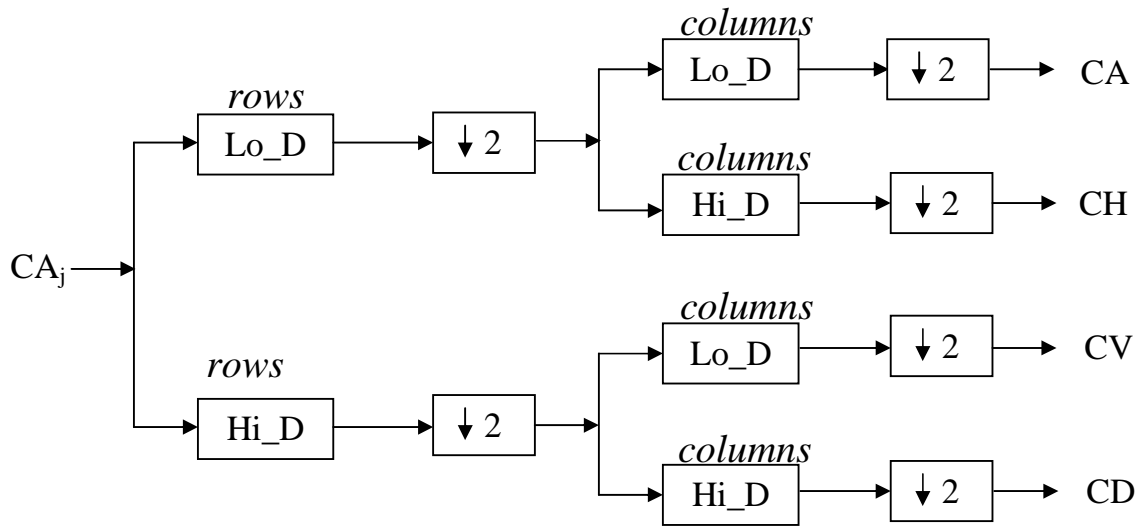 columns
Lo_D
↓ 2
CA
rows
Lo_D
↓ 2
columns
Hi_D
↓ 2
CH
CAj
columns
Lo_D
↓ 2
CV
rows
Hi_D
↓ 2
columns
Hi_D
↓ 2
CD